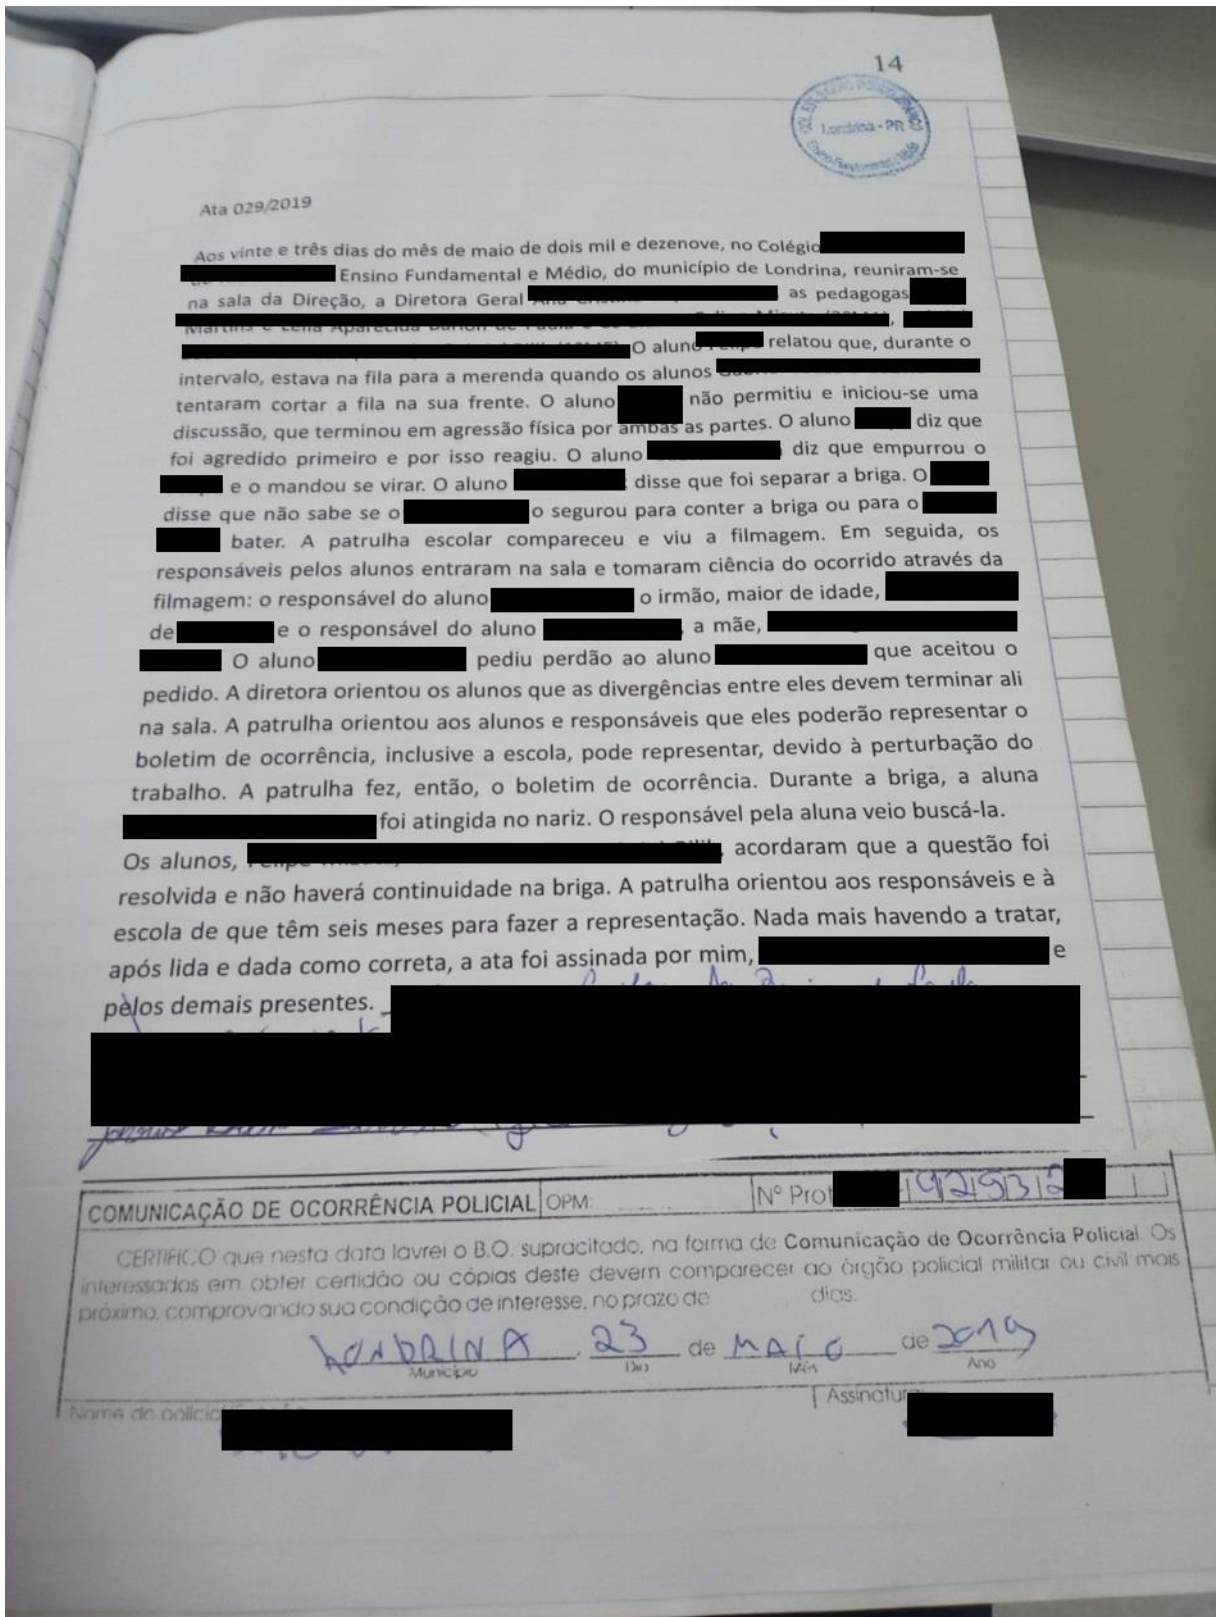 14
Londrina - PR
Ata 029/2019
Aos vinte e três dias do mês de maio de dois mil e dezenove, no Colégio
Ensino Fundamental e Médio, do município de Londrina, reuniram-se
na sala da Direção, a Diretora Geral as pedagogas
O aluno relatou que, durante o
intervalo, estava na fila para a merenda quando os alunos
tentaram cortar a fila na sua frente. O aluno não permitiu e iniciou-se uma
discussão, que terminou em agressão física por ambas as partes. O aluno diz que
foi agredido primeiro e por isso reagiu. O aluno diz que empurrou o
e o mandou se virar. O aluno disse que foi separar a briga. O
disse que não sabe se o o segurou para conter a briga ou para o
bater. A patrulha escolar compareceu e viu a filmagem. Em seguida, os
responsáveis pelos alunos entraram na sala e tomaram ciência do ocorrido através da
filmagem: o responsável do aluno o irmão, maior de idade,
de e o responsável do aluno , a mãe,
O aluno pediu perdão ao aluno que aceitou o
pedido. A diretora orientou os alunos que as divergências entre eles devem terminar ali
na sala. A patrulha orientou aos alunos e responsáveis que eles poderão representar o
boletim de ocorrência, inclusive a escola, pode representar, devido à perturbação do
trabalho. A patrulha fez, então, o boletim de ocorrência. Durante a briga, a aluna
foi atingida no nariz. O responsável pela aluna veio buscá-la.
Os alunos, , acordaram que a questão foi
resolvida e não haverá continuidade na briga. A patrulha orientou aos responsáveis e à
escola de que têm seis meses para fazer a representação. Nada mais havendo a tratar,
após lida e dada como correta, a ata foi assinada por mim, e
pelos demais presentes.
COMUNICAÇÃO DE OCORRÊNCIA POLICIAL OPM: Nº Prot
CERTIFICO que nesta data lavrei o B.O. supracitado, na forma de Comunicação de Ocorrência Policial. Os
interessados em obter certidão ou cópias deste devem comparecer ao órgão policial militar ou civil mais
próximo, comprovando sua condição de interesse, no prazo de dias.
LONDRINA, 23 de MAIO de 2019
Município Dia Mês Ano
Nome do policial Assinatura